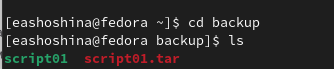 [eashoshina@fedora ~]$ cd backup
[eashoshina@fedora backup]$ ls
script01  script01.tar